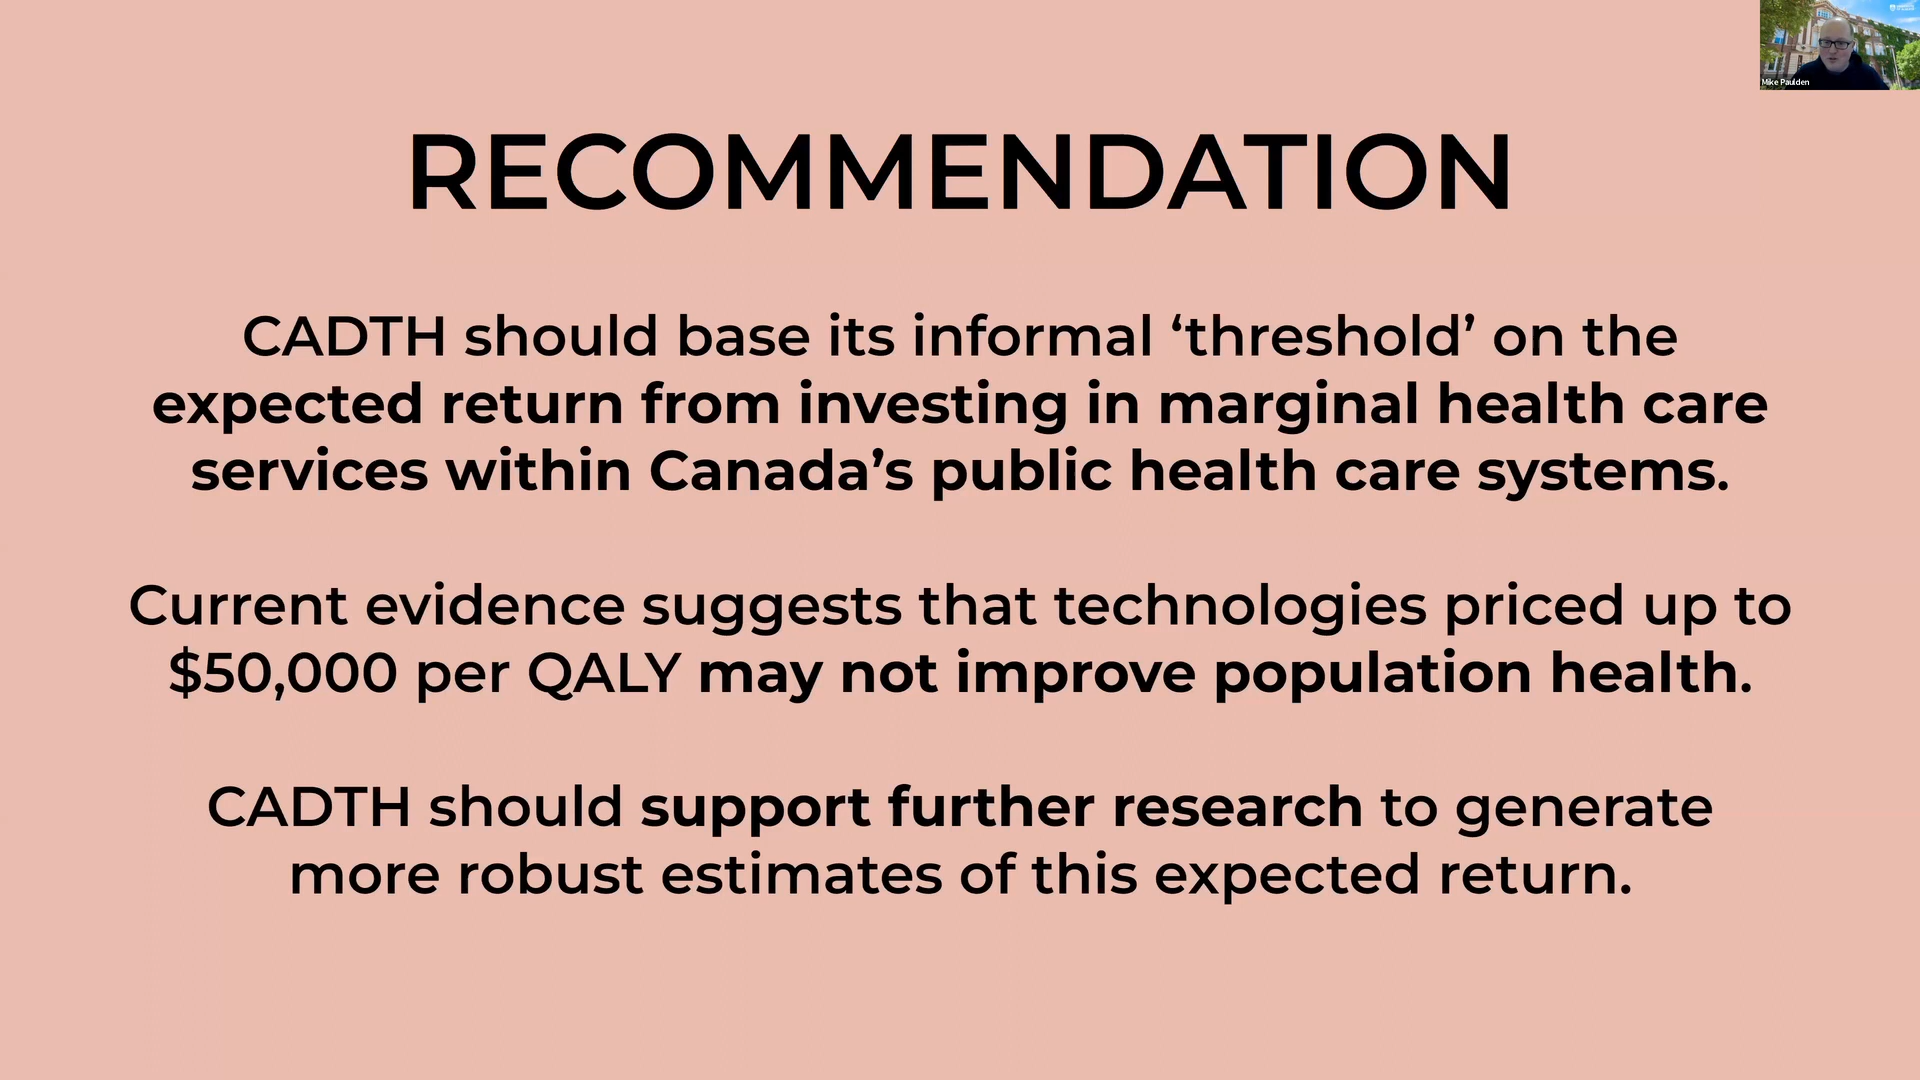 Mike Paulden
RECOMMENDATION
CADTH should base its informal ‘threshold’ on the
expected return from investing in marginal health care
services within Canada’s public health care systems.
Current evidence suggests that technologies priced up to
$50,000 per QALY may not improve population health.
CADTH should support further research to generate
more robust estimates of this expected return.